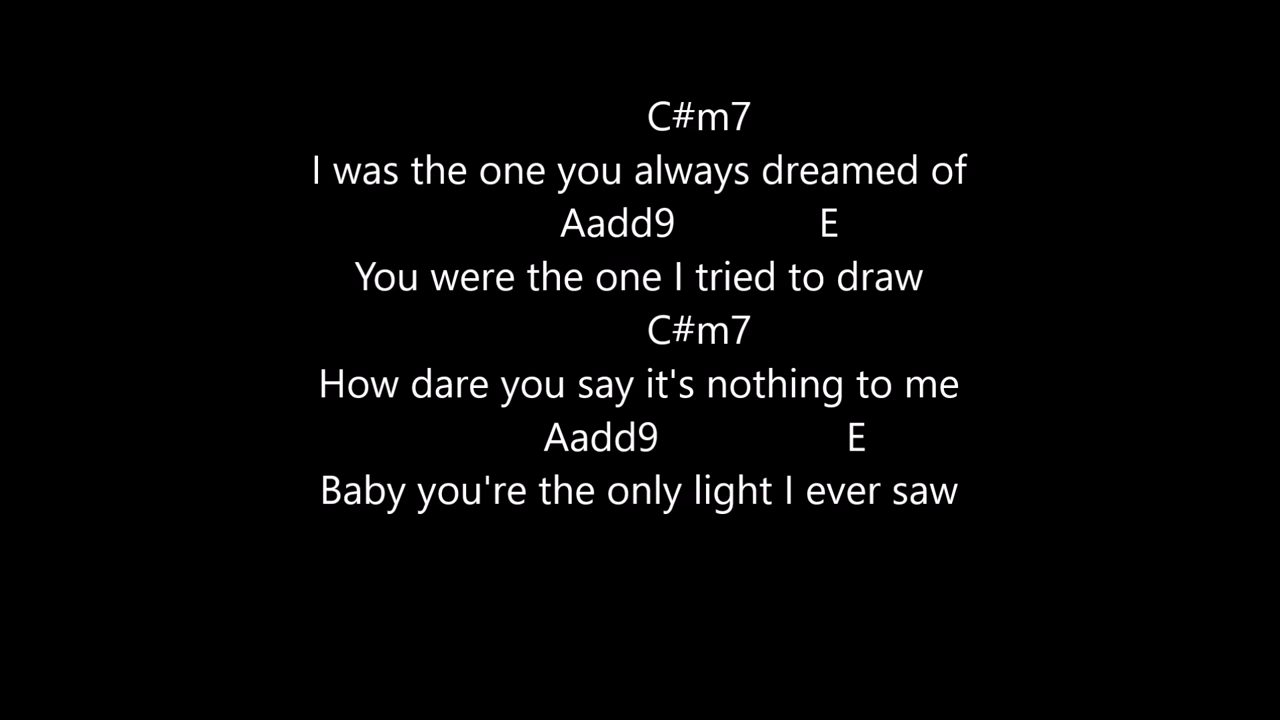 C#m7
I was the one you always dreamed of
Aadd9 E
You were the one I tried to draw
C#m7
How dare you say it's nothing to me
Aadd9 E
Baby you're the only light I ever saw